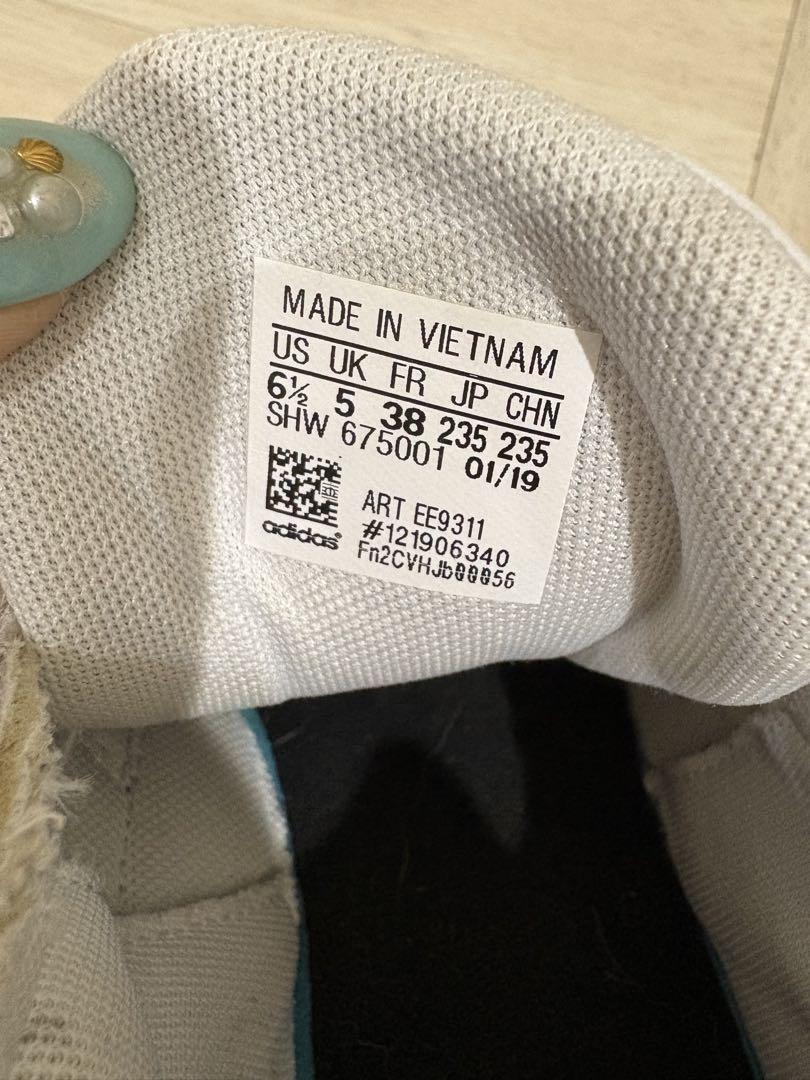 MADE IN VIETNAM
US UK FR JP CHN
6½ 5 38 235 235
SHW 675001 01/19
ART EE9311
#121906340
adidas® Fn2CVHJb00056